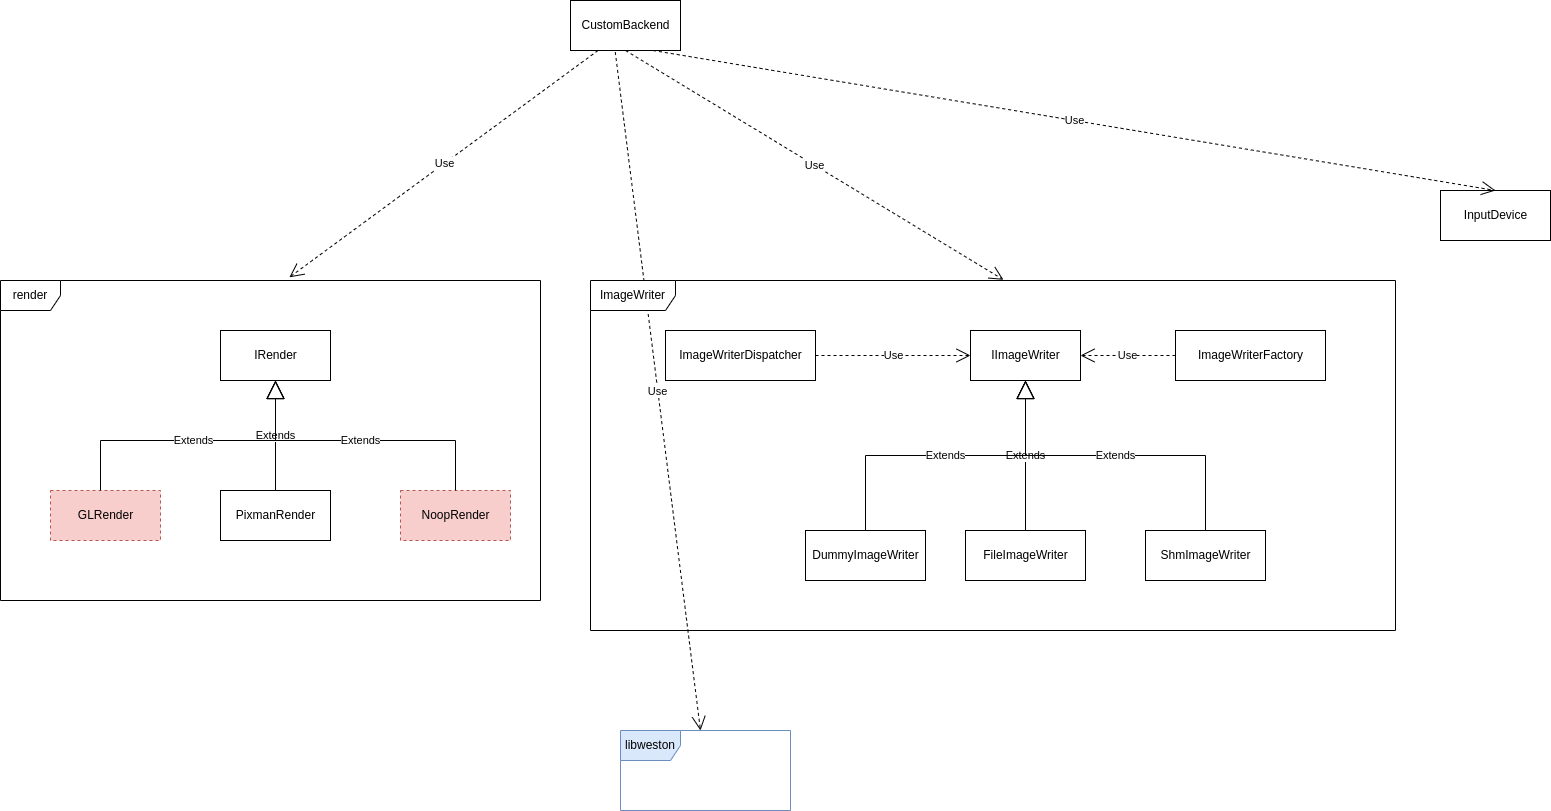 CustomBackend
Use
Use
Use
InputDevice
render
ImageWriter
IRender
ImageWriterDispatcher
Use
IImageWriter
Use
ImageWriterFactory
Use
Extends
Extends
Extends
Extends
Extends
Extends
GLRender
PixmanRender
NoopRender
DummyImageWriter
FileImageWriter
ShmImageWriter
libweston